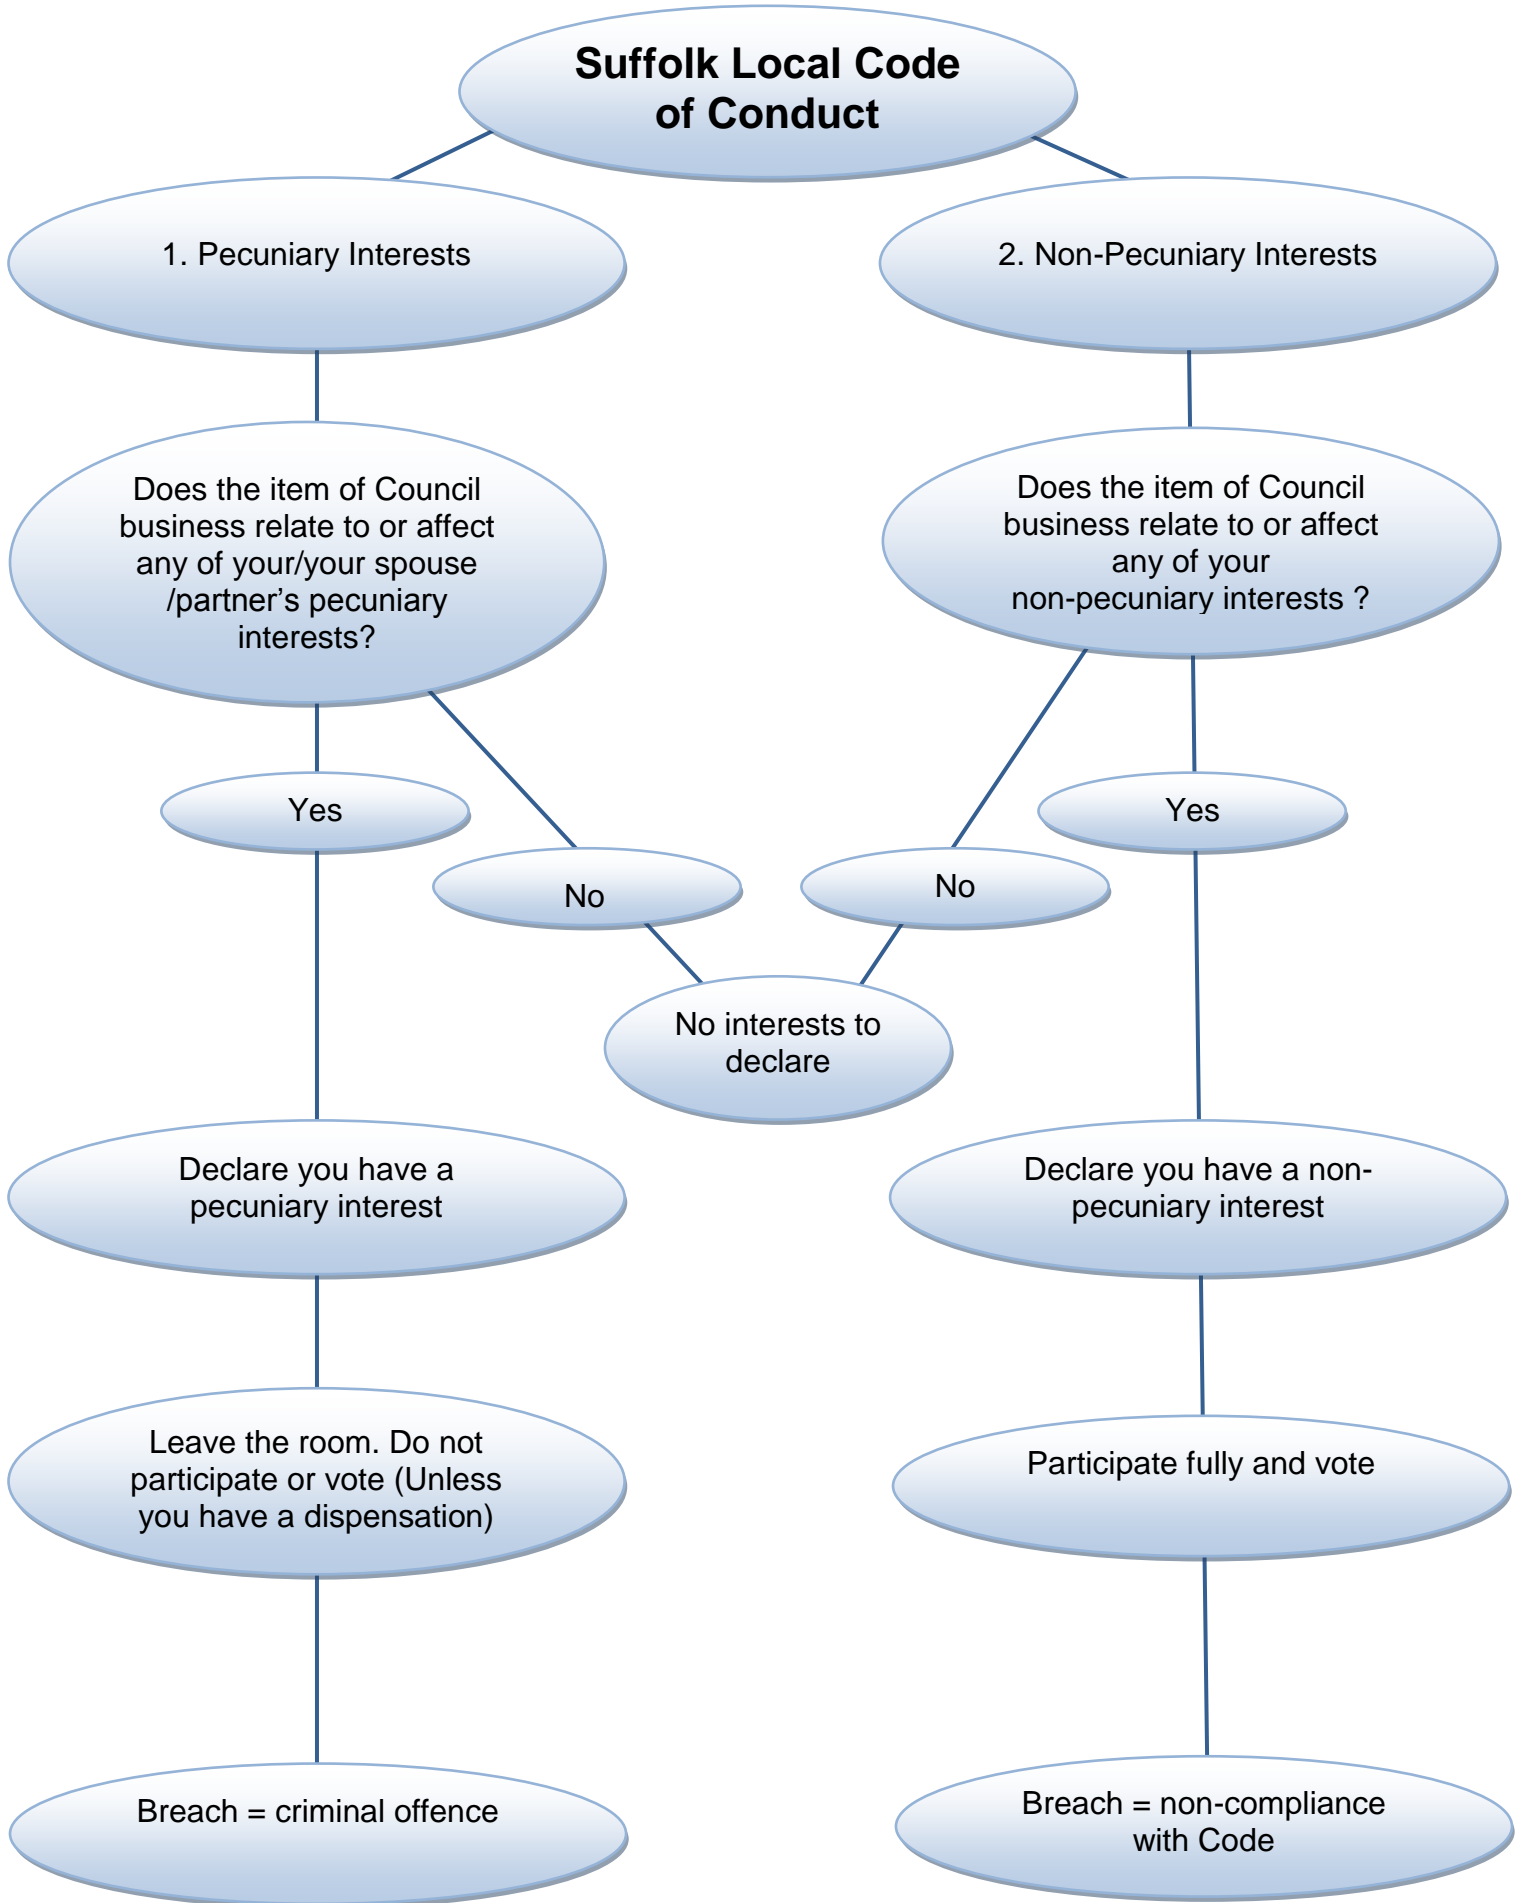 Suffolk Local Code
of Conduct
1. Pecuniary Interests
2. Non-Pecuniary Interests
Does the item of Council
business relate to or affect
any of your/your spouse
/partner’s pecuniary
interests?
Does the item of Council
business relate to or affect
any of your
non-pecuniary interests ?
Yes
No
No
Yes
No interests to
declare
Declare you have a
pecuniary interest
Declare you have a non-
pecuniary interest
Leave the room. Do not
participate or vote (Unless
you have a dispensation)
Participate fully and vote
Breach = criminal offence
Breach = non-compliance
with Code